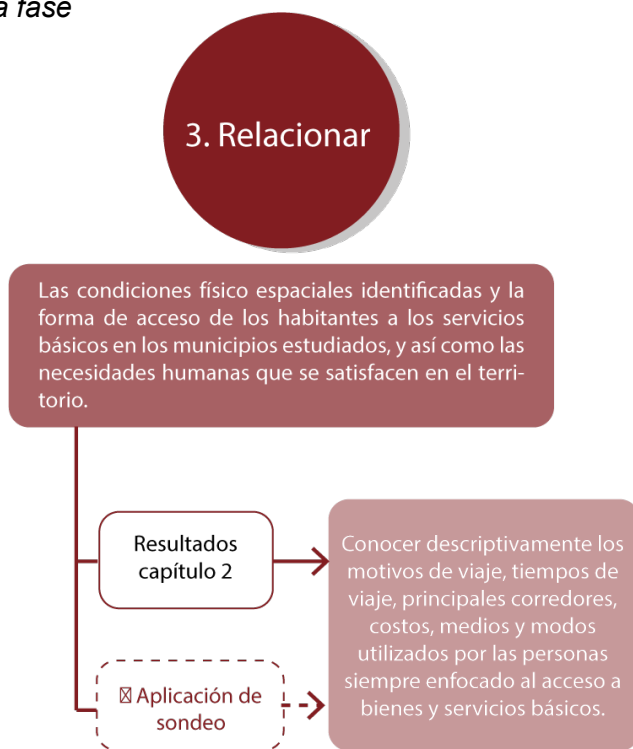 a fase
3. Relacionar
Las condiciones físico espaciales identificadas y la
forma de acceso de los habitantes a los servicios
básicos en los municipios estudiados, y así como las
necesidades humanas que se satisfacen en el terri-
torio.
Resultados
capítulo 2
Conocer descriptivamente los
motivos de viaje, tiempos de
viaje, principales corredores,
costos, medios y modos
utilizados por las personas
siempre enfocado al acceso a
bienes y servicios básicos.
Aplicación de
sondeo